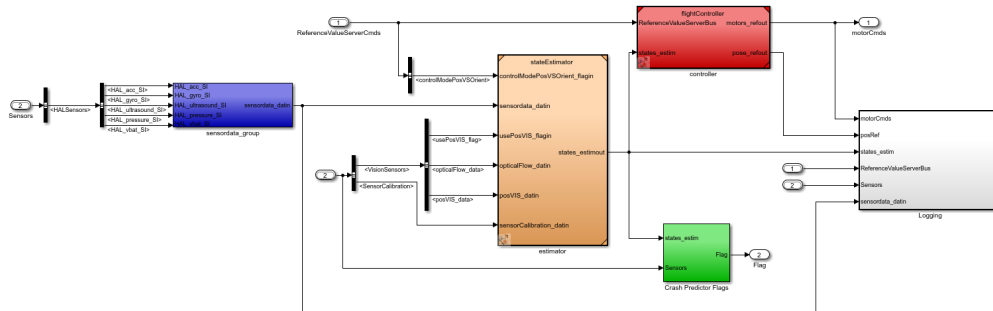 flightController
ReferenceValueServerBus
motors_refout
states_estim
pose_refout
controller
1
ReferenceValueServerCmds
1
motorCmds
stateEstimator
controlModePosVSOrient_flagin
sensordata_datin
usePosVIS_flagin
opticalFlow_datin
posVIS_datin
sensorCalibration_datin
states_estimout
estimator
<controlModePosVSOrient>
<usePosVIS_flag>
<opticalFlow_data>
<posVIS_data>
<VisionSensors>
<SensorCalibration>
2
2
Sensors
<HALSensors>
<HAL_acc_SI>
<HAL_gyro_SI>
<HAL_ultrasound_SI>
<HAL_pressure_SI>
<HAL_vbat_SI>
HAL_acc_SI
HAL_gyro_SI
HAL_ultrasound_SI
HAL_pressure_SI
HAL_vbat_SI
sensordata_datin
sensordata_group
motorCmds
posRef
states_estim
1
ReferenceValueServerBus
2
Sensors
sensordata_datin
Logging
states_estim
Sensors
Flag
Crash Predictor Flags
2
Flag